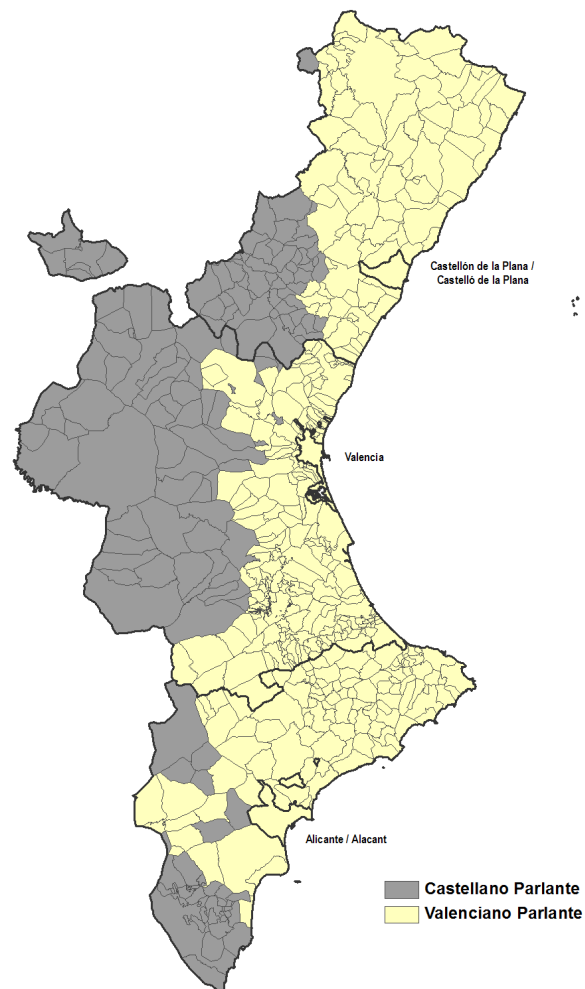 Castellón de la Plana /
Castelló de la Plana
Valencia
Alicante / Alacant
Castellano Parlante
Valenciano Parlante